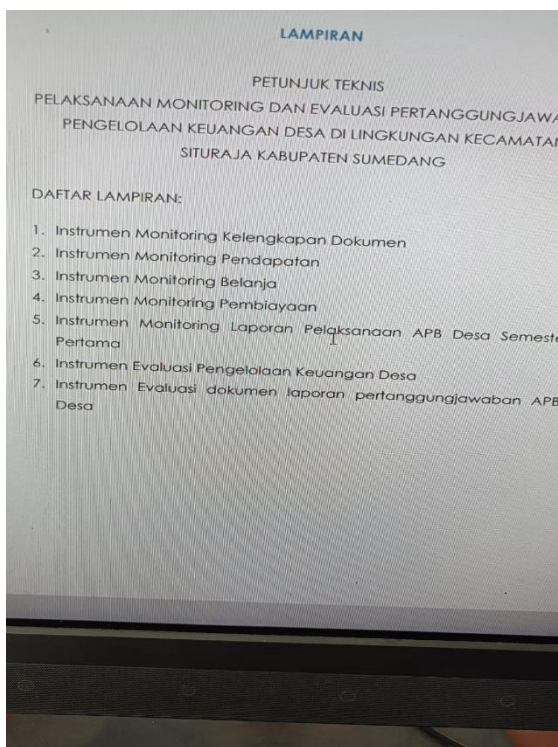 LAMPIRAN
PETUNJUK TEKNIS
PELAKSANAAN MONITORING DAN EVALUASI PERTANGGUNGJAWA
PENGELOLAAN KEUANGAN DESA DI LINGKUNGAN KECAMATAN
SITURAJA KABUPATEN SUMEDANG
DAFTAR LAMPIRAN:
1. Instrumen Monitoring Kelengkapan Dokumen
2. Instrumen Monitoring Pendapatan
3. Instrumen Monitoring Belanja
4. Instrumen Monitoring Pembiayaan
5. Instrumen Monitoring Laporan Pelaksanaan APB Desa Semeste
Pertama
6. Instrumen Evaluasi Pengelolaan Keuangan Desa
7. Instrumen Evaluasi dokumen laporan pertanggungjawaban APB
Desa